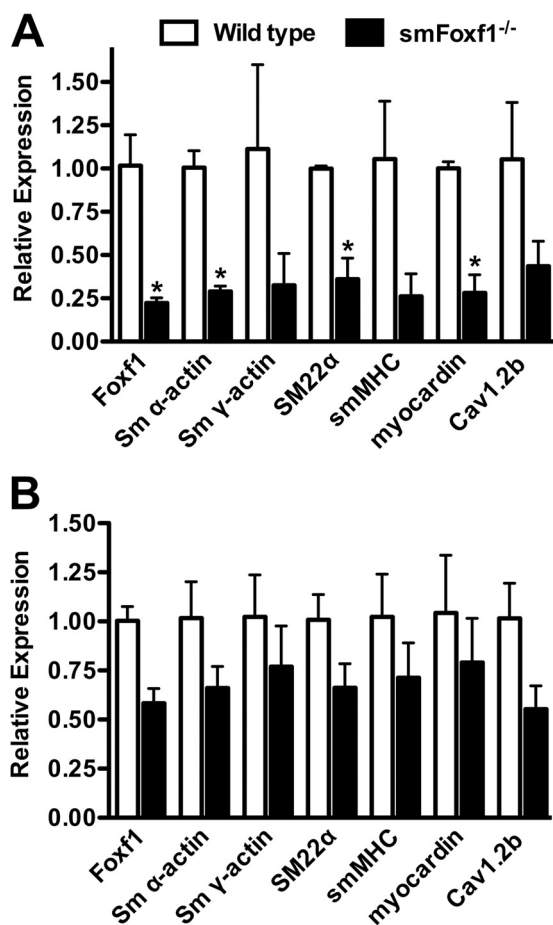 A
Wild type
smFoxf1-/-
Relative Expression
1.50
1.25
1.00
0.75
0.50
0.25
0.00
* * * *
Foxf1
Sm α-actin
Sm γ-actin
SM22α
smMHC
myocardin
Cav1.2b
B
Relative Expression
1.50
1.25
1.00
0.75
0.50
0.25
0.00
Foxf1
Sm α-actin
Sm γ-actin
SM22α
smMHC
myocardin
Cav1.2b